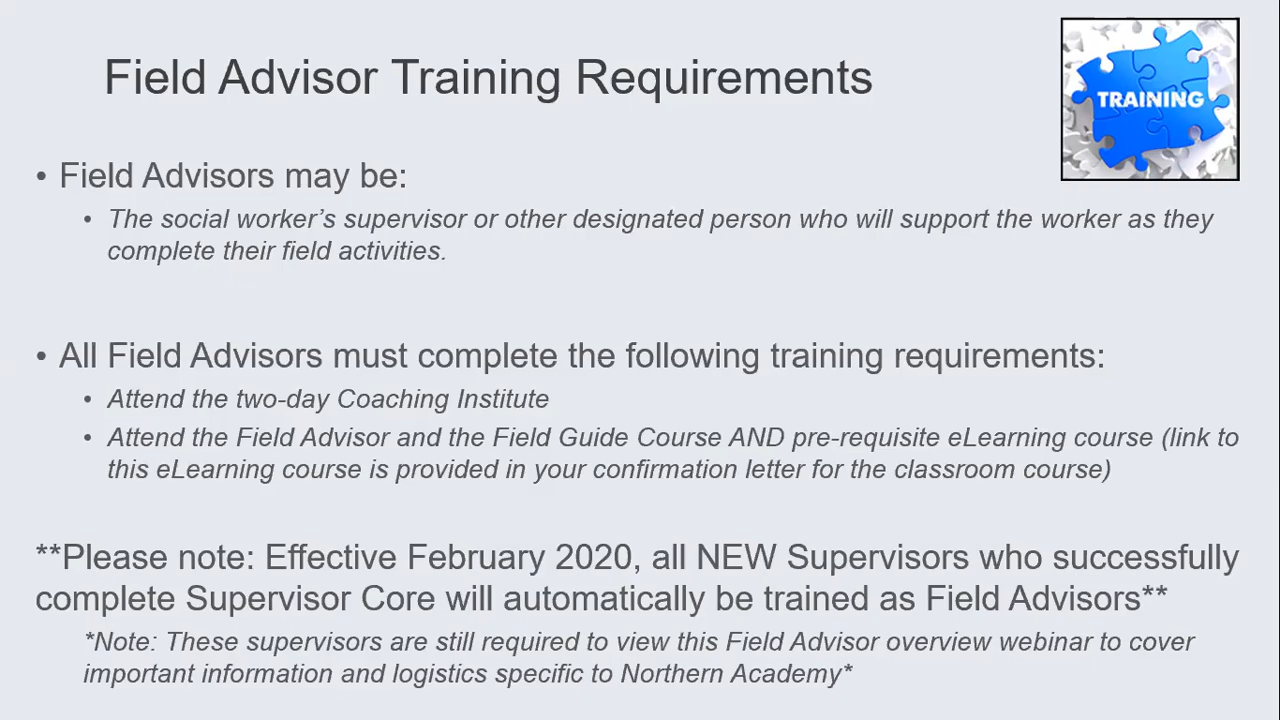 Field Advisor Training Requirements
TRAINING
• Field Advisors may be:
• The social worker’s supervisor or other designated person who will support the worker as they
complete their field activities.
• All Field Advisors must complete the following training requirements:
• Attend the two-day Coaching Institute
• Attend the Field Advisor and the Field Guide Course AND pre-requisite eLearning course (link to
this eLearning course is provided in your confirmation letter for the classroom course)
**Please note: Effective February 2020, all NEW Supervisors who successfully
complete Supervisor Core will automatically be trained as Field Advisors**
*Note: These supervisors are still required to view this Field Advisor overview webinar to cover
important information and logistics specific to Northern Academy*